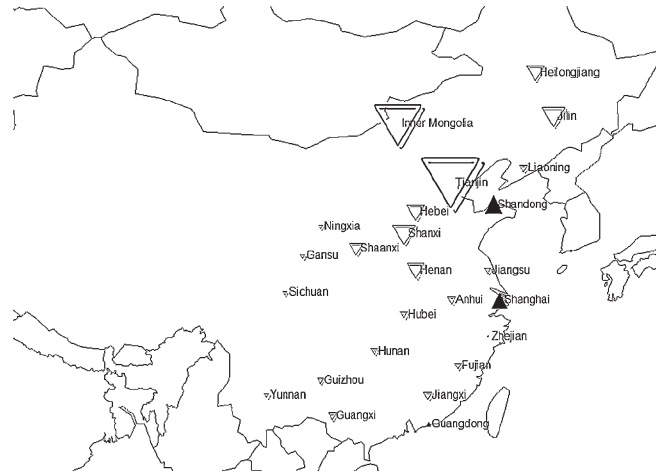 Heilongjiang
Jilin
Inner Mongolia
Liaoning
Tianjin
Shandong
Hebei
Ningxia
Shanxi
Shaanxi
Gansu
Henan
Jiangsu
Sichuan
Anhui
Shanghai
Hubei
Zhejian
Hunan
Fujian
Guizhou
Yunnan
Jiangxi
Guangxi
Guangdong